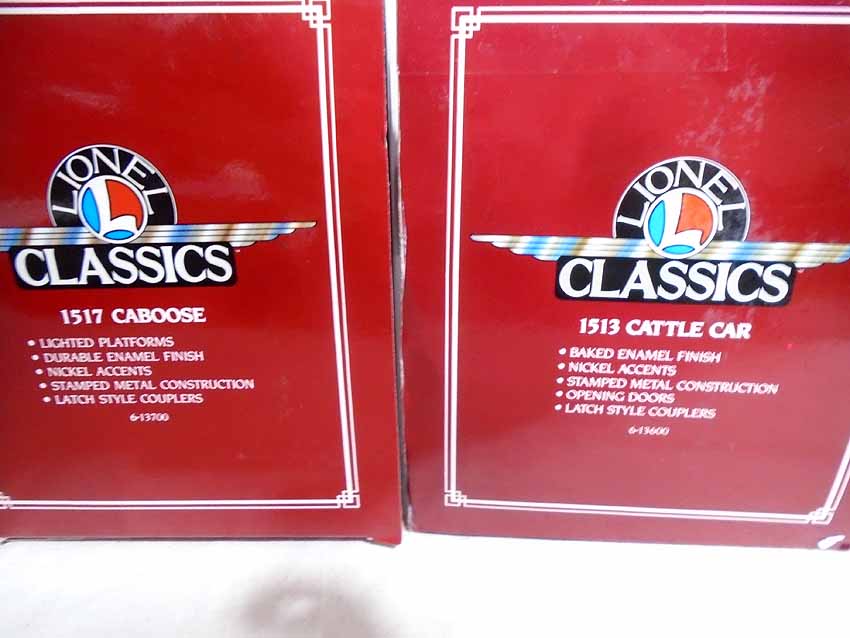 LIONEL
L
CLASSICS
1517 CABOOSE
• LIGHTED PLATFORMS
• DURABLE ENAMEL FINISH
• NICKEL ACCENTS
• STAMPED METAL CONSTRUCTION
• LATCH STYLE COUPLERS
6-13700
LIONEL
L
CLASSICS
1513 CATTLE CAR
• BAKED ENAMEL FINISH
• NICKEL ACCENTS
• STAMPED METAL CONSTRUCTION
• OPENING DOORS
• LATCH STYLE COUPLERS
6-13600